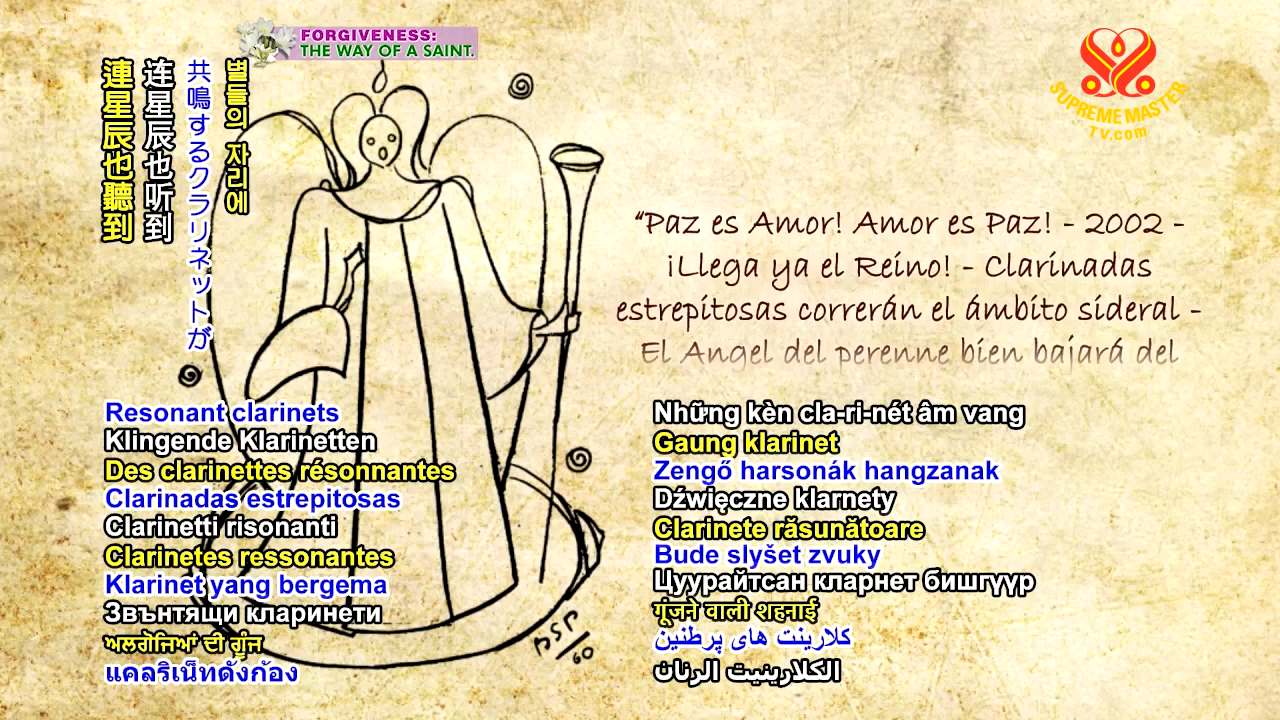 FORGIVENESS:
THE WAY OF A SAINT.
SUPREME MASTER
TV.com
連星辰也聽到
连星辰也听到
共鳴するクラリネットが
별들의 자리에
“Paz es Amor! Amor es Paz! - 2002 -
¡Llega ya el Reino! - Clarinadas
estrepitosas correrán el ámbito sideral -
El Angel del perenne bien bajará del
Resonant clarinets
Klingende Klarinetten
Des clarinettes résonnantes
Clarinadas estrepitosas
Clarinetti risonanti
Clarinetes ressonantes
Klarinet yang bergema
Звънтящи кларинети
ਅਲਗੋਜਿਆਂ ਦੀ ਗੂੰਜ
แคลริเน็ทดังก้อง
Những kèn cla-ri-nét âm vang
Gaung klarinet
Zengő harsonák hangzanak
Dźwięczne klarnety
Clarinete răsunătoare
Bude slyšet zvuky
Цуурайтсан кларнет бишгүүр
गूंजने वाली शहनाई
کلارینت های پرطنین
الكلارينيت الرنان
BSP
60